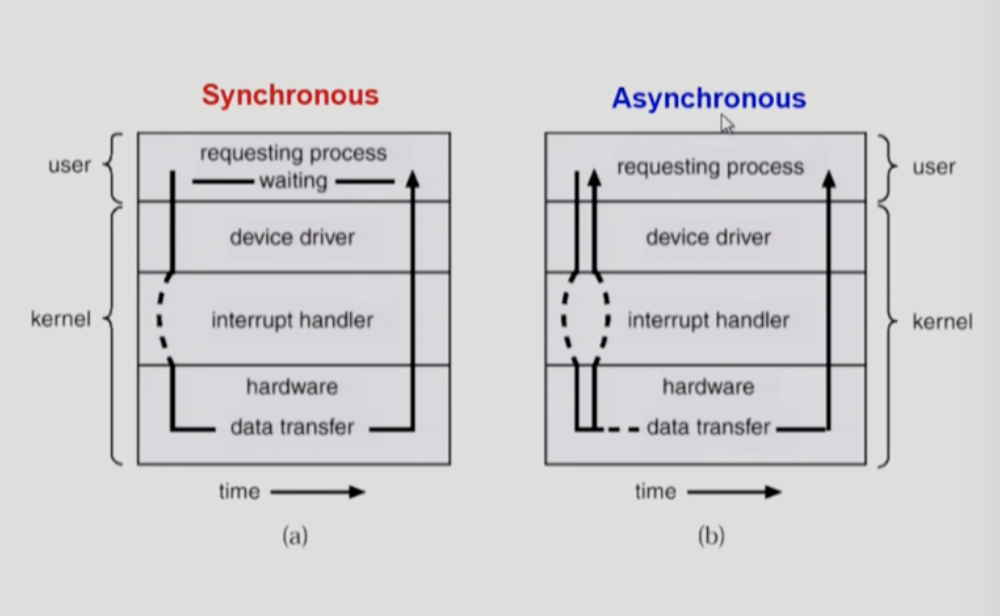 Synchronous
user
requesting process
waiting
device driver
kernel
interrupt handler
hardware
data transfer
time
(a)
Asynchronous
requesting process
user
device driver
interrupt handler
kernel
hardware
data transfer
time
(b)